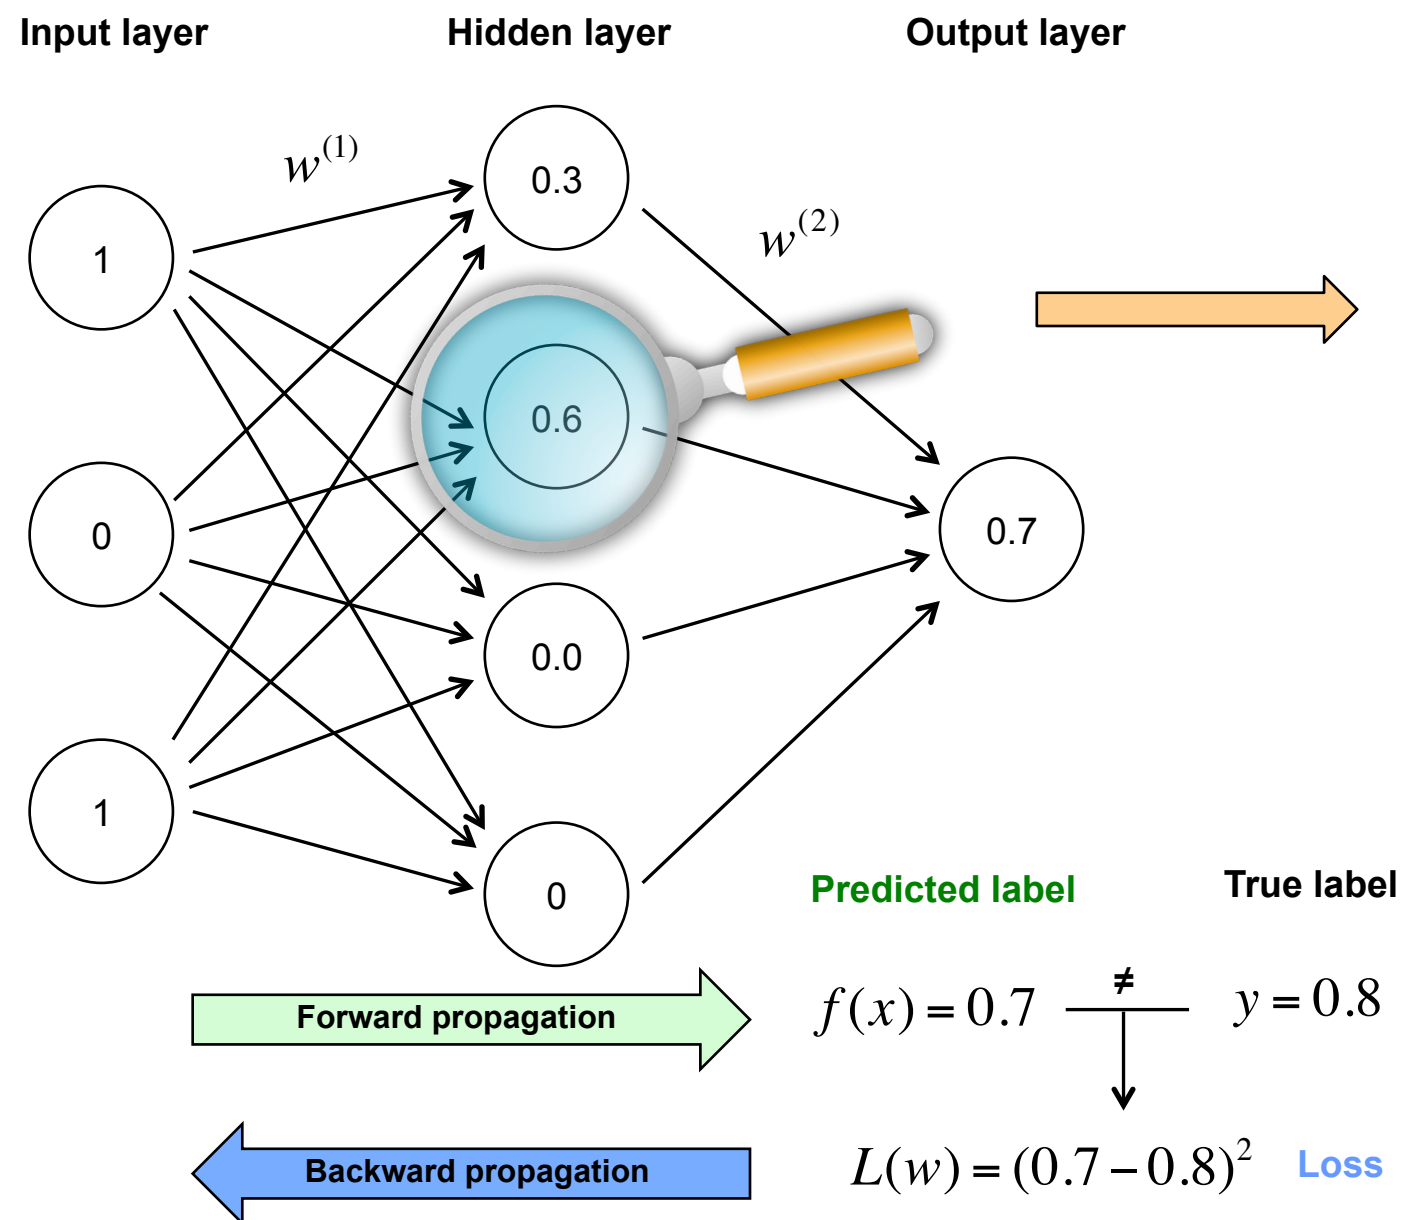 Input layer Hidden layer Output layer
w^{(1)}
0.3
w^{(2)}
1
0.6
0
0.7
0.0
1
0
Predicted label True label
Forward propagation
f(x) = 0.7 ≠ y = 0.8
Backward propagation
L(w) = (0.7 − 0.8)^2 Loss